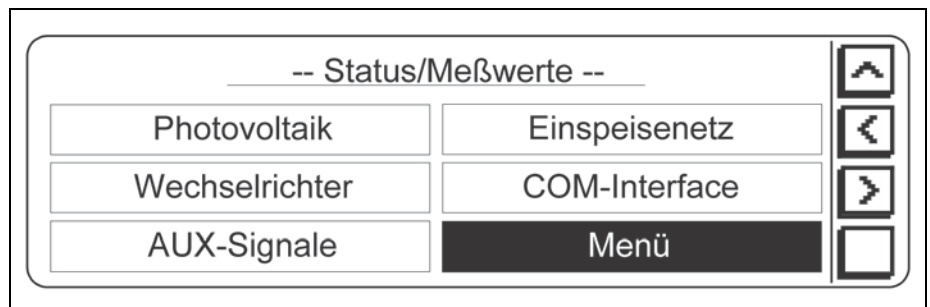 -- Status/Meßwerte --
Photovoltaik Einspeisenetz
Wechselrichter COM-Interface
AUX-Signale Menü